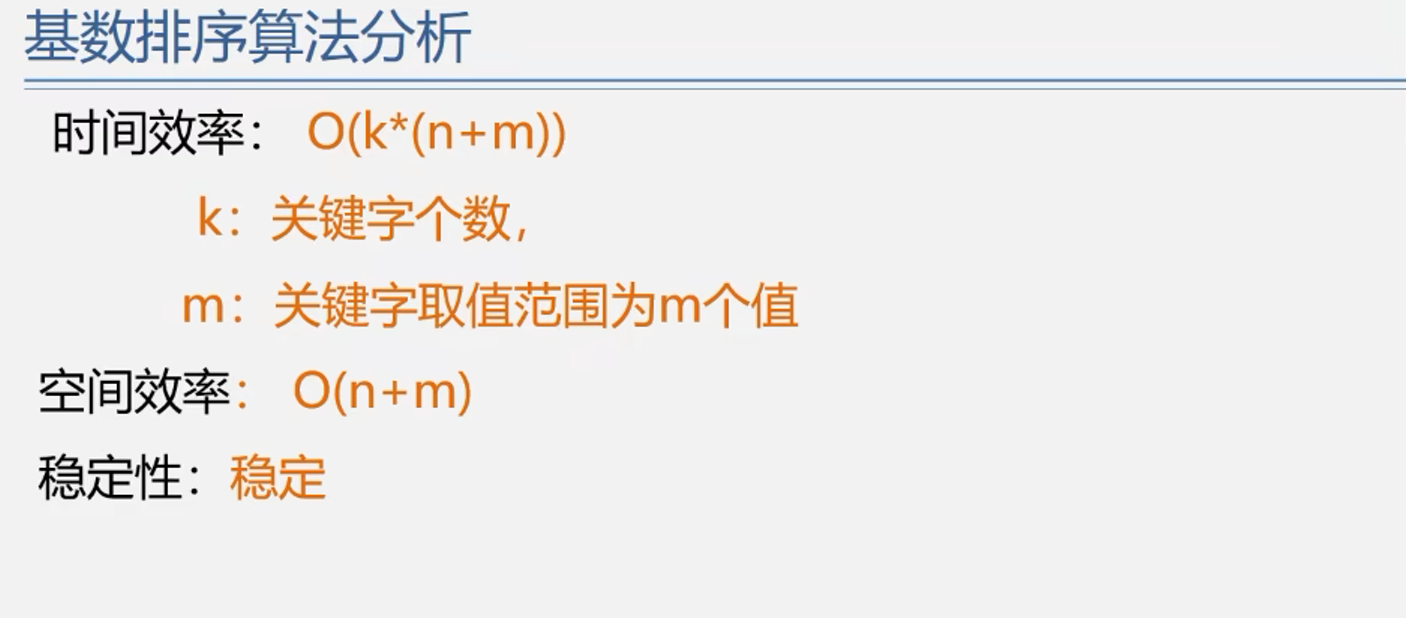 基数排序算法分析
时间效率： O(k*(n+m))
k：关键字个数，
m：关键字取值范围为m个值
空间效率： O(n+m)
稳定性：稳定